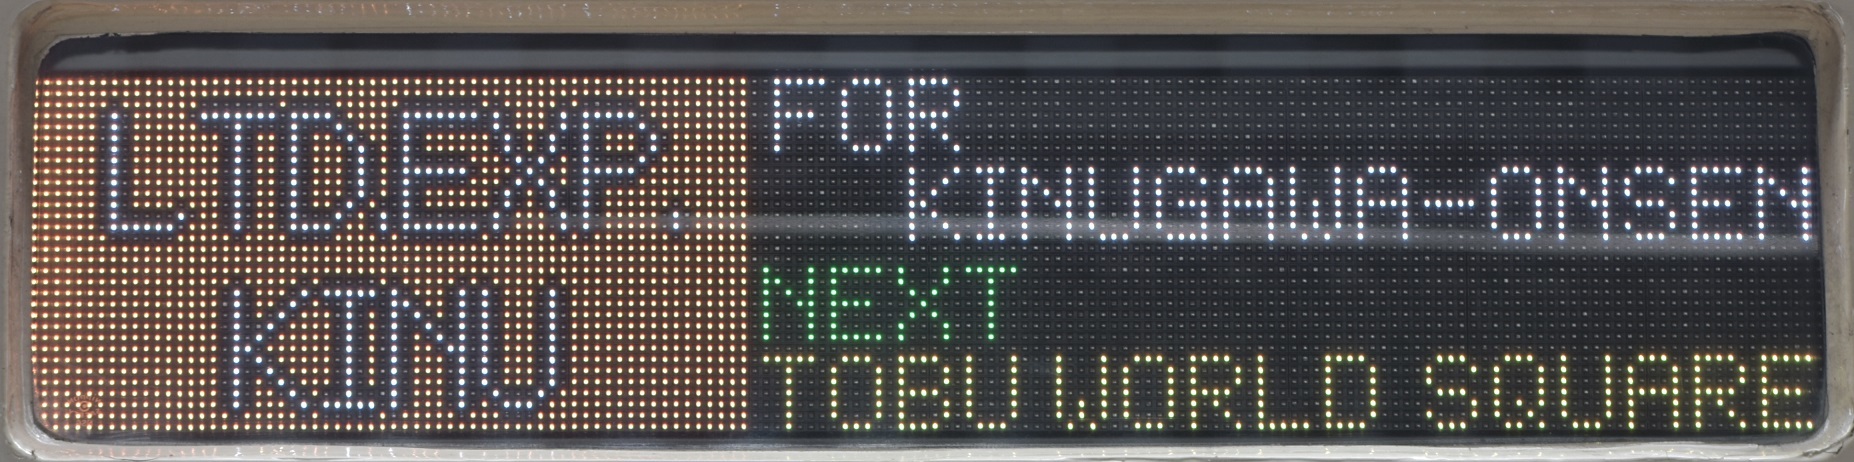 LTD.EXP.
KINU
FOR
KINUGAWA-ONSEN
NEXT
TOBU WORLD SQUARE